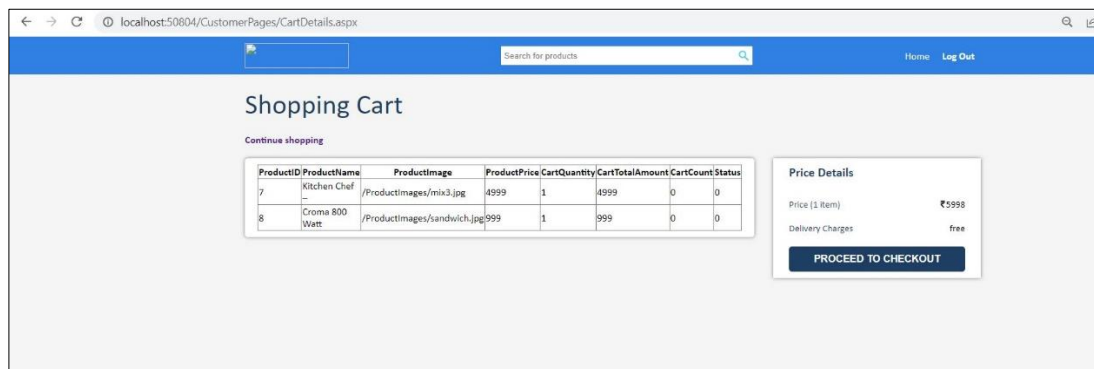 localhost:50804/CustomerPages/CartDetails.aspx
Search for products
Home Log Out
Shopping Cart
Continue shopping
ProductID ProductName ProductImage ProductPrice CartQuantity CartTotalAmount CartCount Status
7 Kitchen Chef – /ProductImages/mix3.jpg 4999 1 4999 0 0
8 Croma 800 Watt /ProductImages/sandwich.jpg 999 1 999 0 0
Price Details
Price (1 item) ₹5998
Delivery Charges free
PROCEED TO CHECKOUT